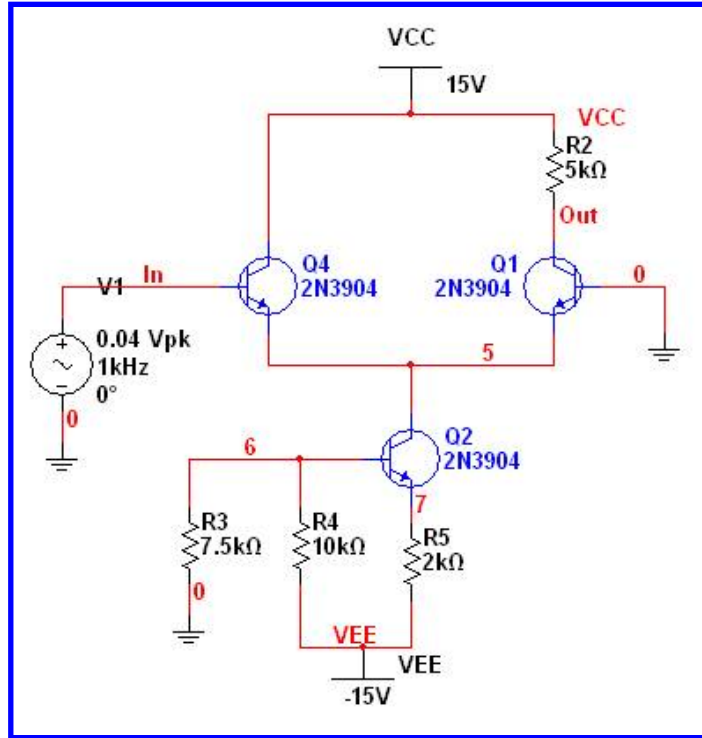 VCC
15V
VCC
R2
5kΩ
Out
Q4
2N3904
Q1
2N3904
In
V1
0
0.04 Vpk
1kHz
0°
0
5
Q2
2N3904
6
7
R3
7.5kΩ
R4
10kΩ
R5
2kΩ
0
VEE
VEE
-15V